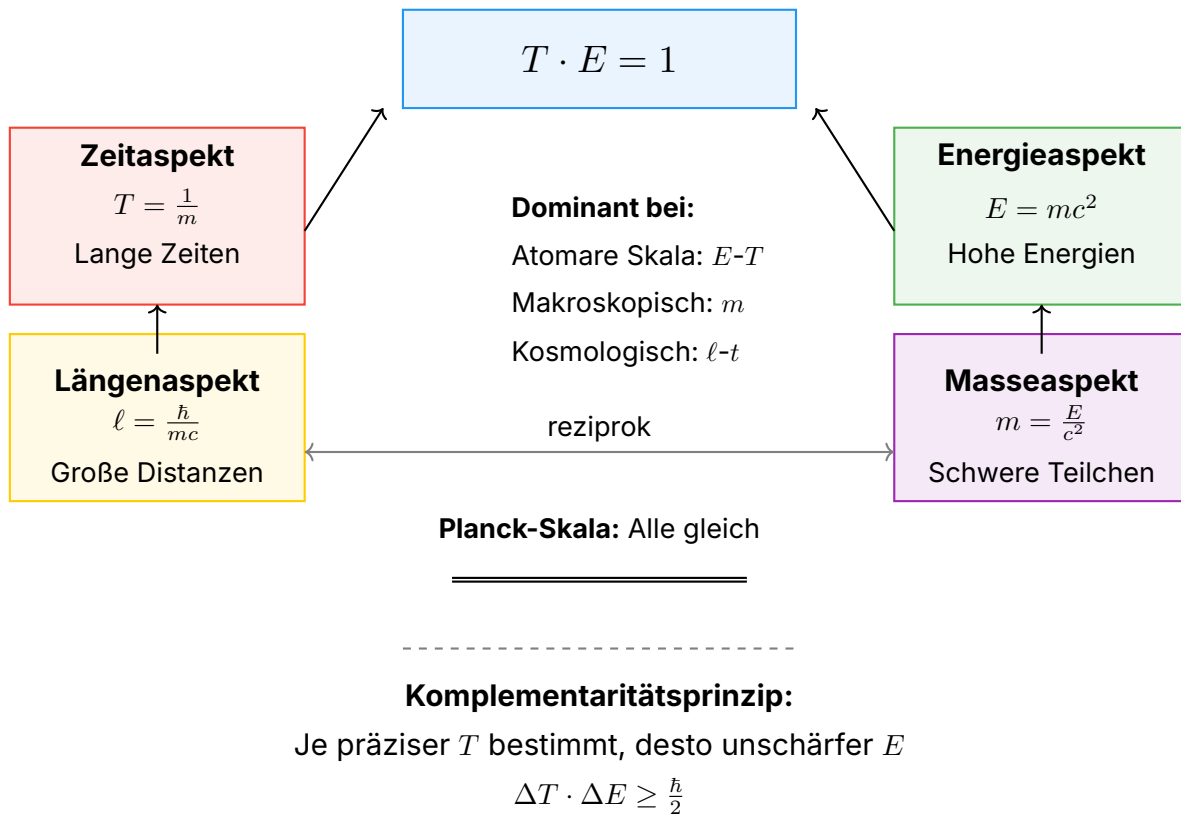 T · E = 1
Zeitaspekt
T = 1/m
Lange Zeiten
Energieaspekt
E = mc²
Hohe Energien
Dominant bei:
Atomare Skala: E-T
Makroskopisch: m
Kosmologisch: ℓ-t
Längenaspekt
ℓ = ℏ/mc
Große Distanzen
reziprok
Masseaspekt
m = E/c²
Schwere Teilchen
Planck-Skala: Alle gleich
Komplementaritätsprinzip:
Je präziser T bestimmt, desto unschärfer E
ΔT · ΔE ≥ ℏ/2